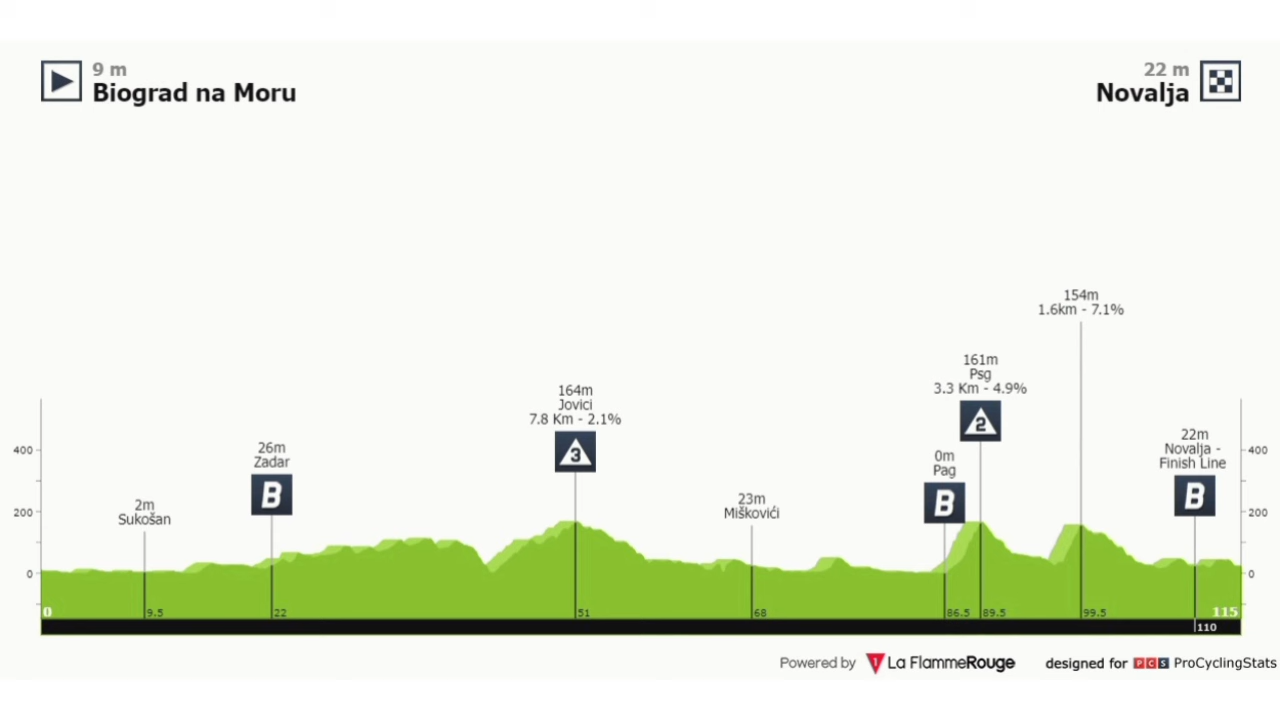 9 m
Biograd na Moru
22 m
Novalja
154m
1.6km - 7.1%
161m
Psg
3.3 Km - 4.9%
2
164m
Jovici
7.8 Km - 2.1%
3
26m
Zadar
B
0m
Pag
B
22m
Novalja -
Finish Line
B
2m
Sukošan
23m
Miškovići
400
200
0
400
200
0
0
9.5
22
51
68
86.5
89.5
99.5
115
110
Powered by
1 La FlammeRouge
designed for PCS ProCyclingStats